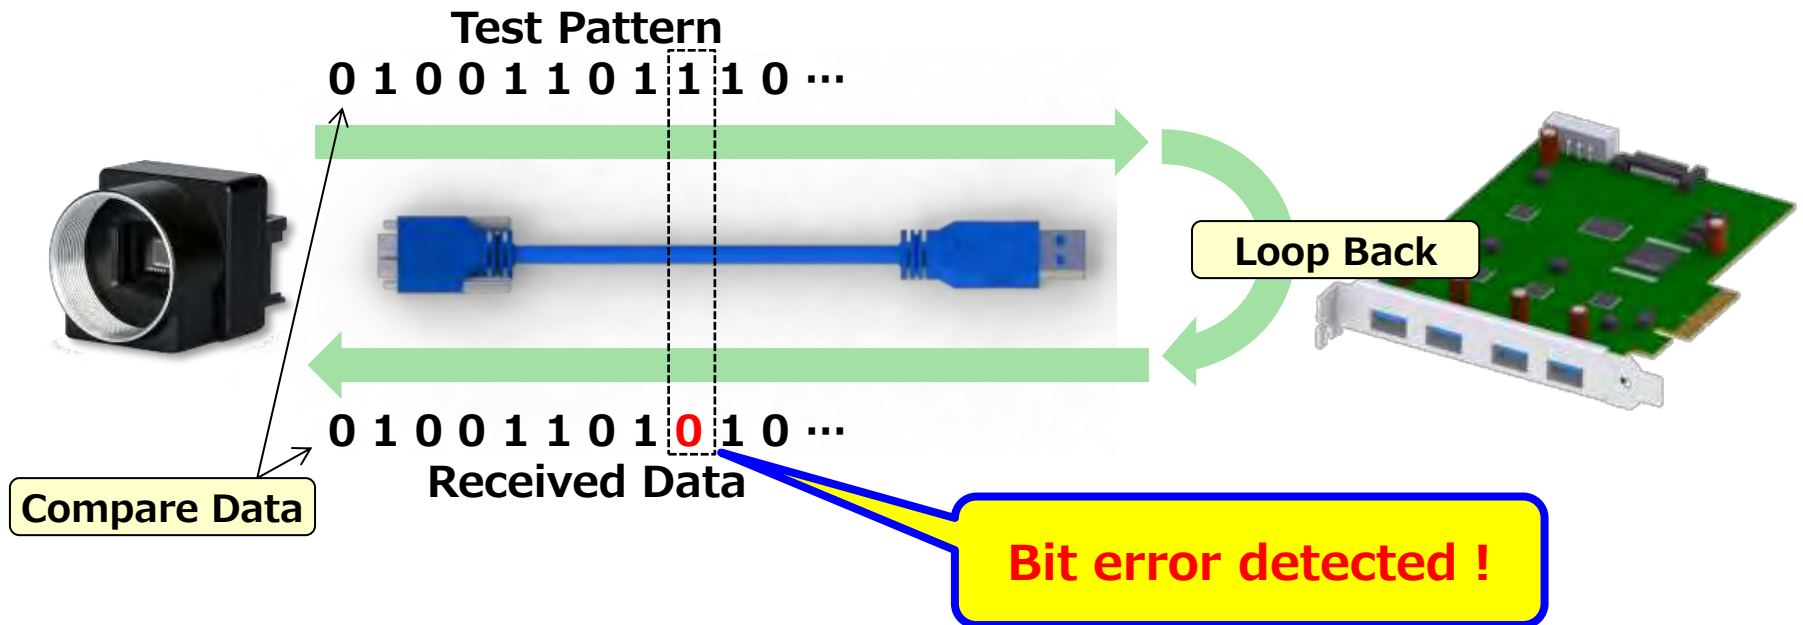 Test Pattern
0 1 0 0 1 1 0 1 1 1 0 …
Loop Back
0 1 0 0 1 1 0 1 0 1 0 …
Received Data
Compare Data
Bit error detected !